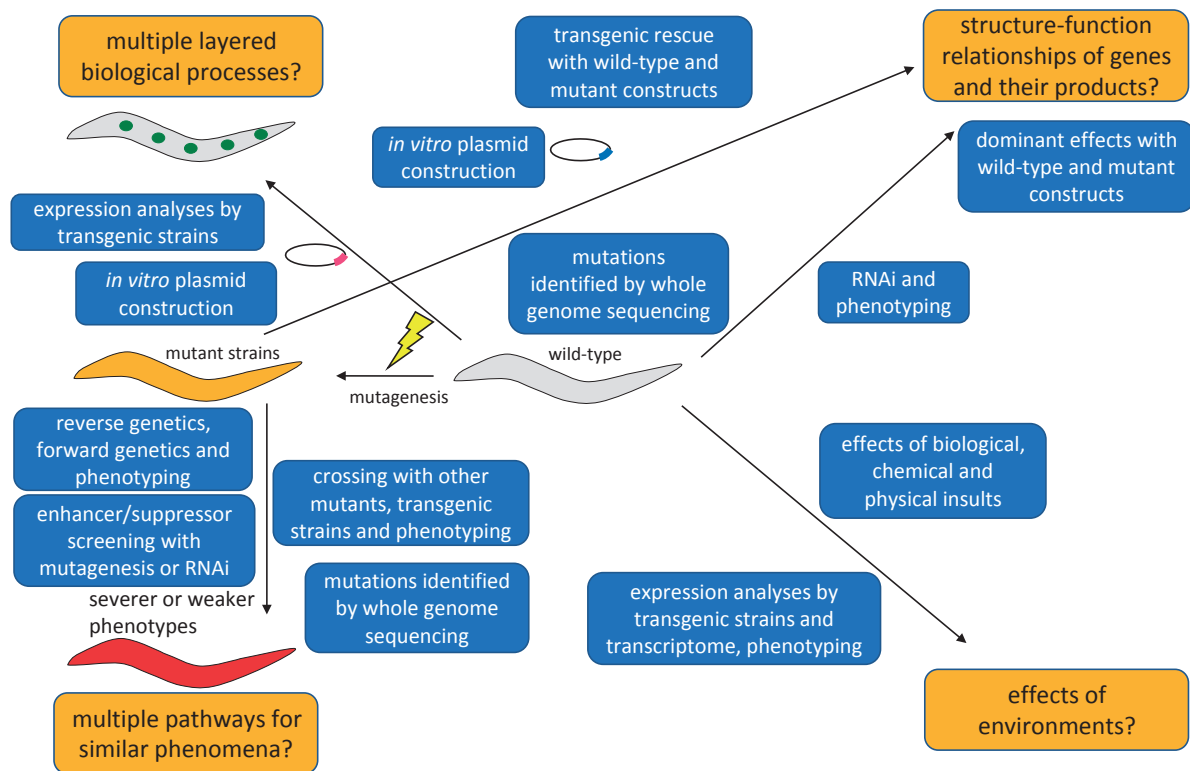 multiple layered
biological processes?
transgenic rescue
with wild-type and
mutant constructs
structure-function
relationships of genes
and their products?
in vitro plasmid
construction
dominant effects with
wild-type and mutant
constructs
expression analyses by
transgenic strains
in vitro plasmid
construction
mutations
identified by whole
genome sequencing
RNAi and
phenotyping
mutant strains
wild-type
mutagenesis
reverse genetics,
forward genetics and
phenotyping
crossing with other
mutants, transgenic
strains and phenotyping
effects of biological,
chemical and
physical insults
enhancer/suppressor
screening with
mutagenesis or RNAi
severer or weaker
phenotypes
mutations identified
by whole genome
sequencing
expression analyses by
transgenic strains and
transcriptome, phenotyping
multiple pathways for
similar phenomena?
effects of
environments?